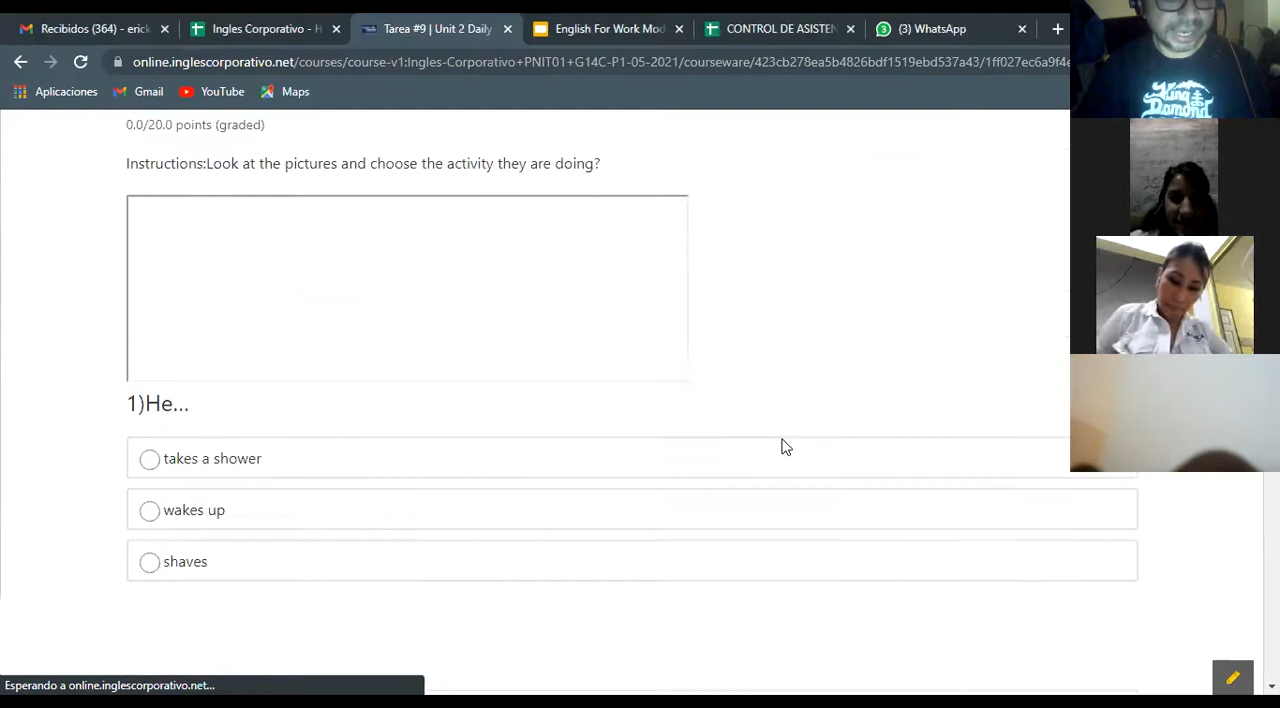 Recibidos (364) - erick
Ingles Corporativo - H
Tarea #9 | Unit 2 Daily
English For Work Mod
CONTROL DE ASISTEN
(3) WhatsApp
online.inglescorporativo.net/courses/course-v1:Ingles-Corporativo+PNIT01+G14C-P1-05-2021/courseware/423cb278ea5b4826bdf1519ebd537a43/1ff027ec6a9f4e
Aplicaciones
Gmail
YouTube
Maps
King
Diamond
0.0/20.0 points (graded)
Instructions:Look at the pictures and choose the activity they are doing?
1)He...
takes a shower
wakes up
shaves
Esperando a online.inglescorporativo.net...